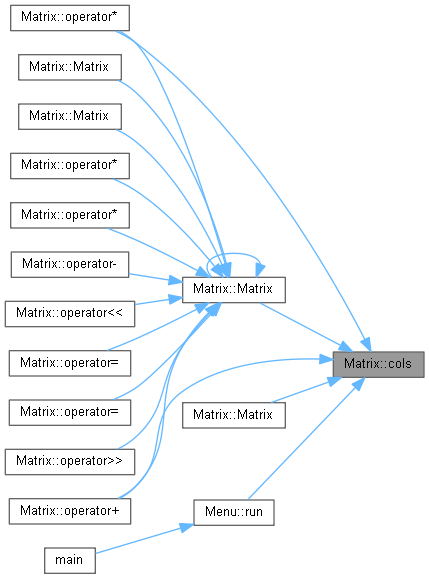 Matrix::operator*
Matrix::Matrix
Matrix::Matrix
Matrix::operator*
Matrix::operator*
Matrix::operator-
Matrix::operator<<
Matrix::operator=
Matrix::operator=
Matrix::operator>>
Matrix::operator+
main
Matrix::Matrix
Matrix::Matrix
Menu::run
Matrix::cols